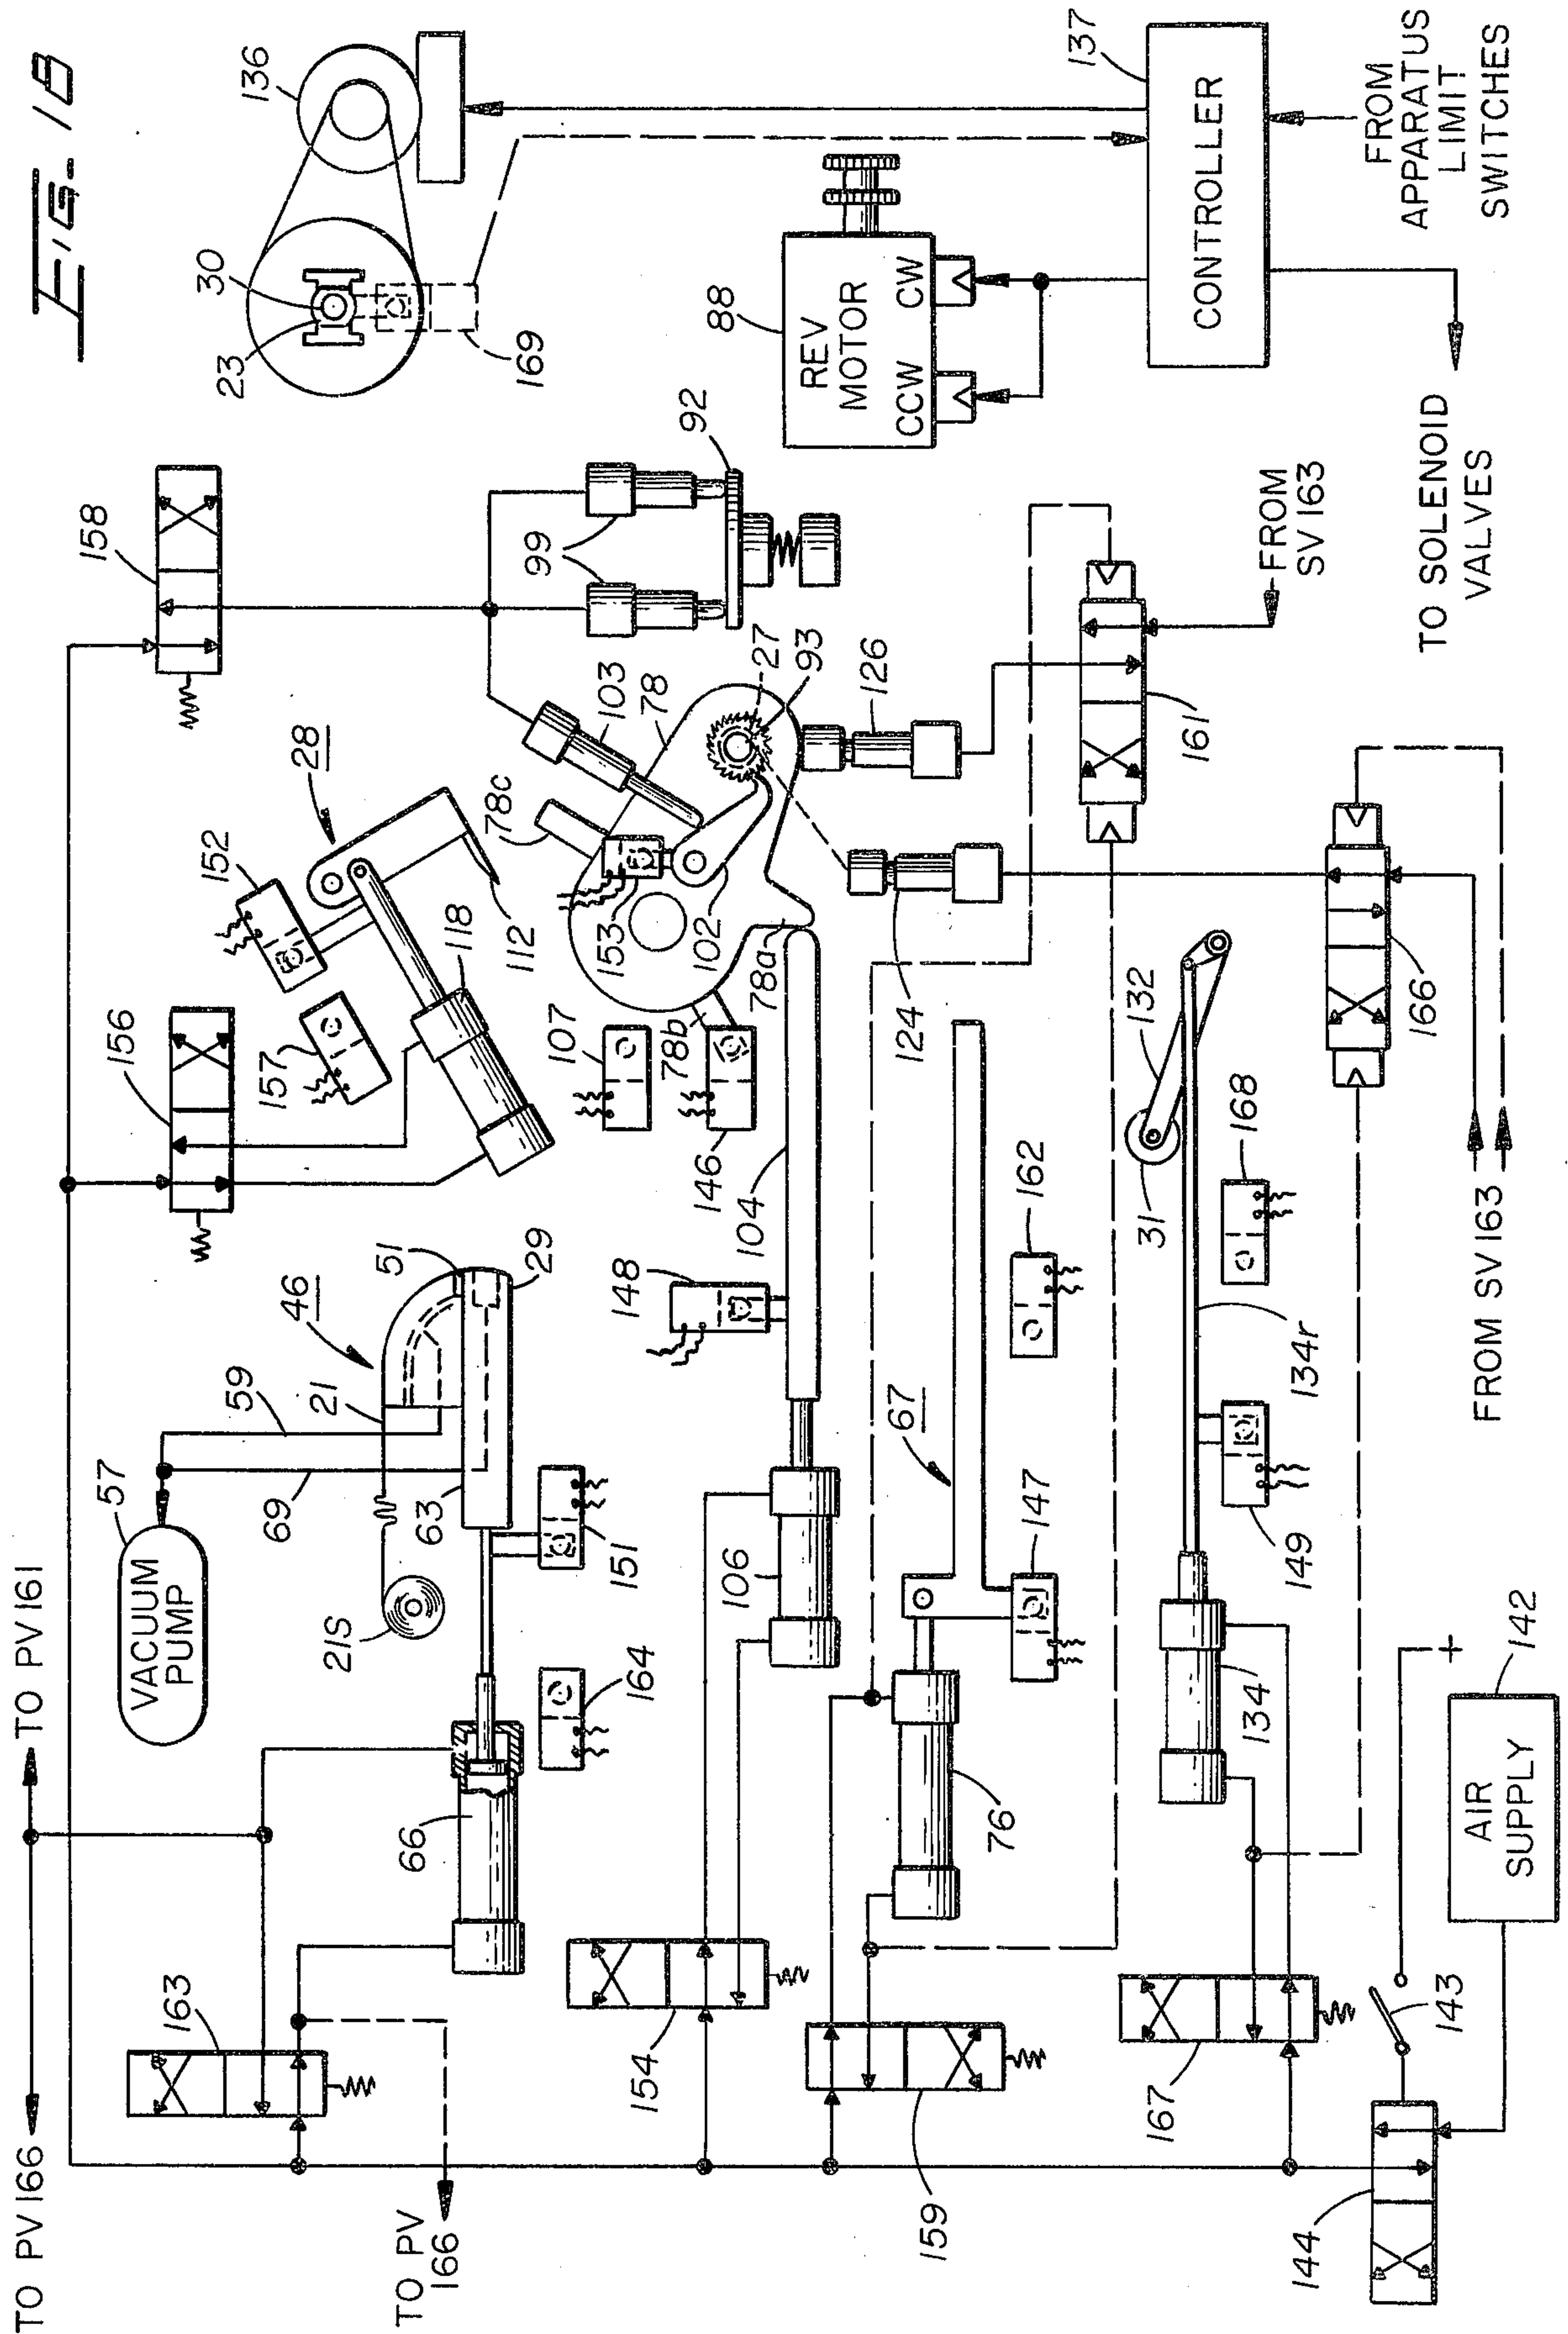 FIG. 18
TO PV 166
TO PV 161
163
57
VACUUM
PUMP
69
59
21
46
51
29
63
21S
151
164
66
TO PV
166
156
157
152
28
118
112
158
99
92
103
78
78c
153
102
27
93
126
78a
78b
107
146
104
148
106
154
124
23
30
136
169
88
REV
MOTOR
CCW
CW
137
CONTROLLER
FROM
APPARATUS
LIMIT
SWITCHES
TO SOLENOID
VALVES
FROM
SV 163
161
166
67
147
162
76
159
132
31
168
134r
149
134
167
FROM SV 163
144
143
+
142
AIR
SUPPLY